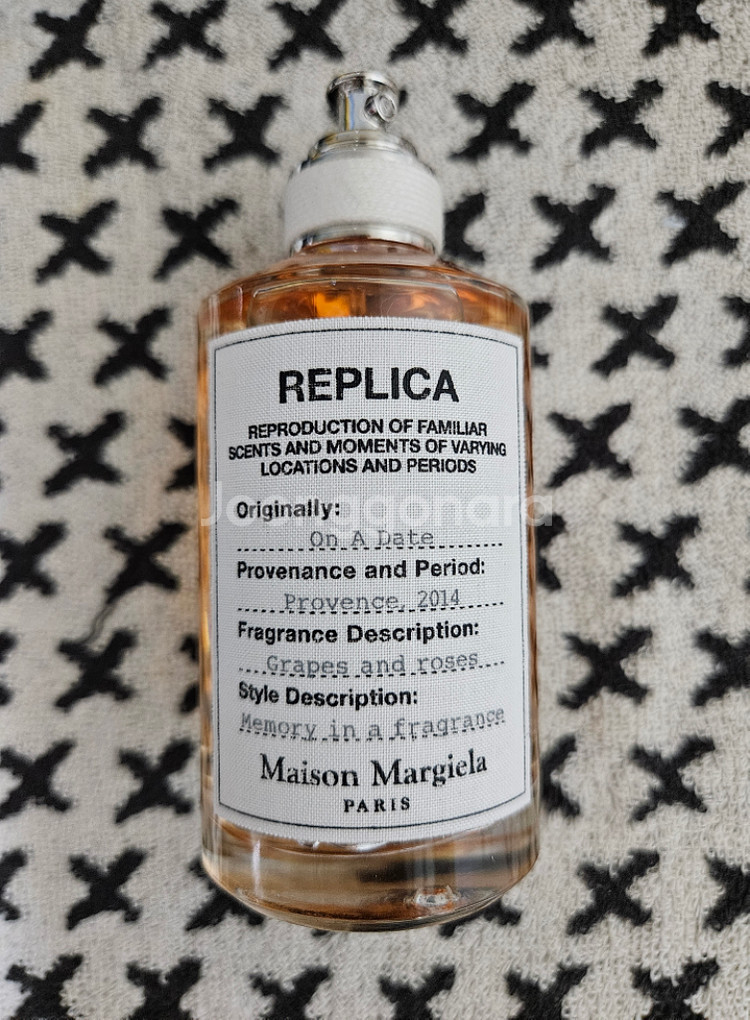 REPLICA
REPRODUCTION OF FAMILIAR
SCENTS AND MOMENTS OF VARYING
LOCATIONS AND PERIODS
Originally:
On A Date
Provenance and Period:
Provence, 2014
Fragrance Description:
Grapes and roses
Style Description:
Memory in a fragrance
Maison Margiela
PARIS
Joonggonara